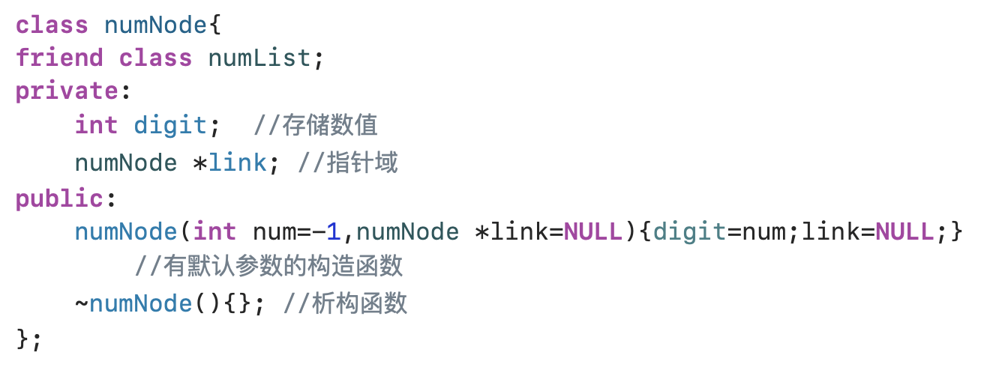 class numNode{
friend class numList;
private:
    int digit;  //存储数值
    numNode *link; //指针域
public:
    numNode(int num=-1,numNode *link=NULL){digit=num;link=NULL;}
        //有默认参数的构造函数
    ~numNode(){}; //析构函数
};